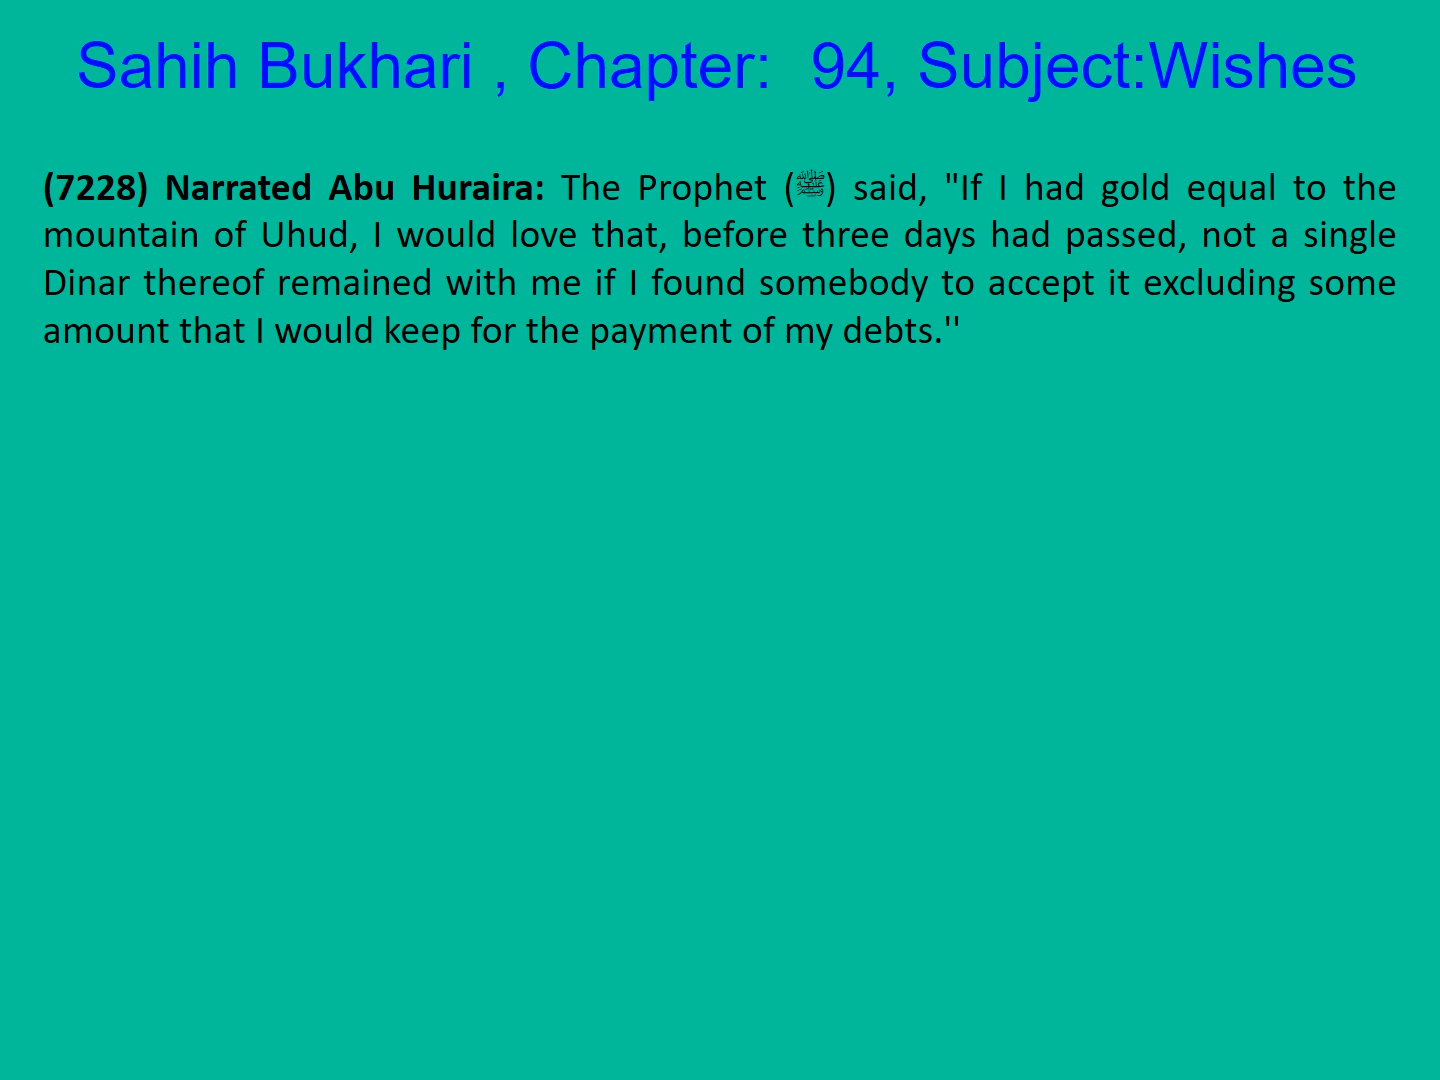 Sahih Bukhari , Chapter:  94, Subject:Wishes
(7228) Narrated Abu Huraira: The Prophet (ﷺ) said, "If I had gold equal to the
mountain of Uhud, I would love that, before three days had passed, not a single
Dinar thereof remained with me if I found somebody to accept it excluding some
amount that I would keep for the payment of my debts.''